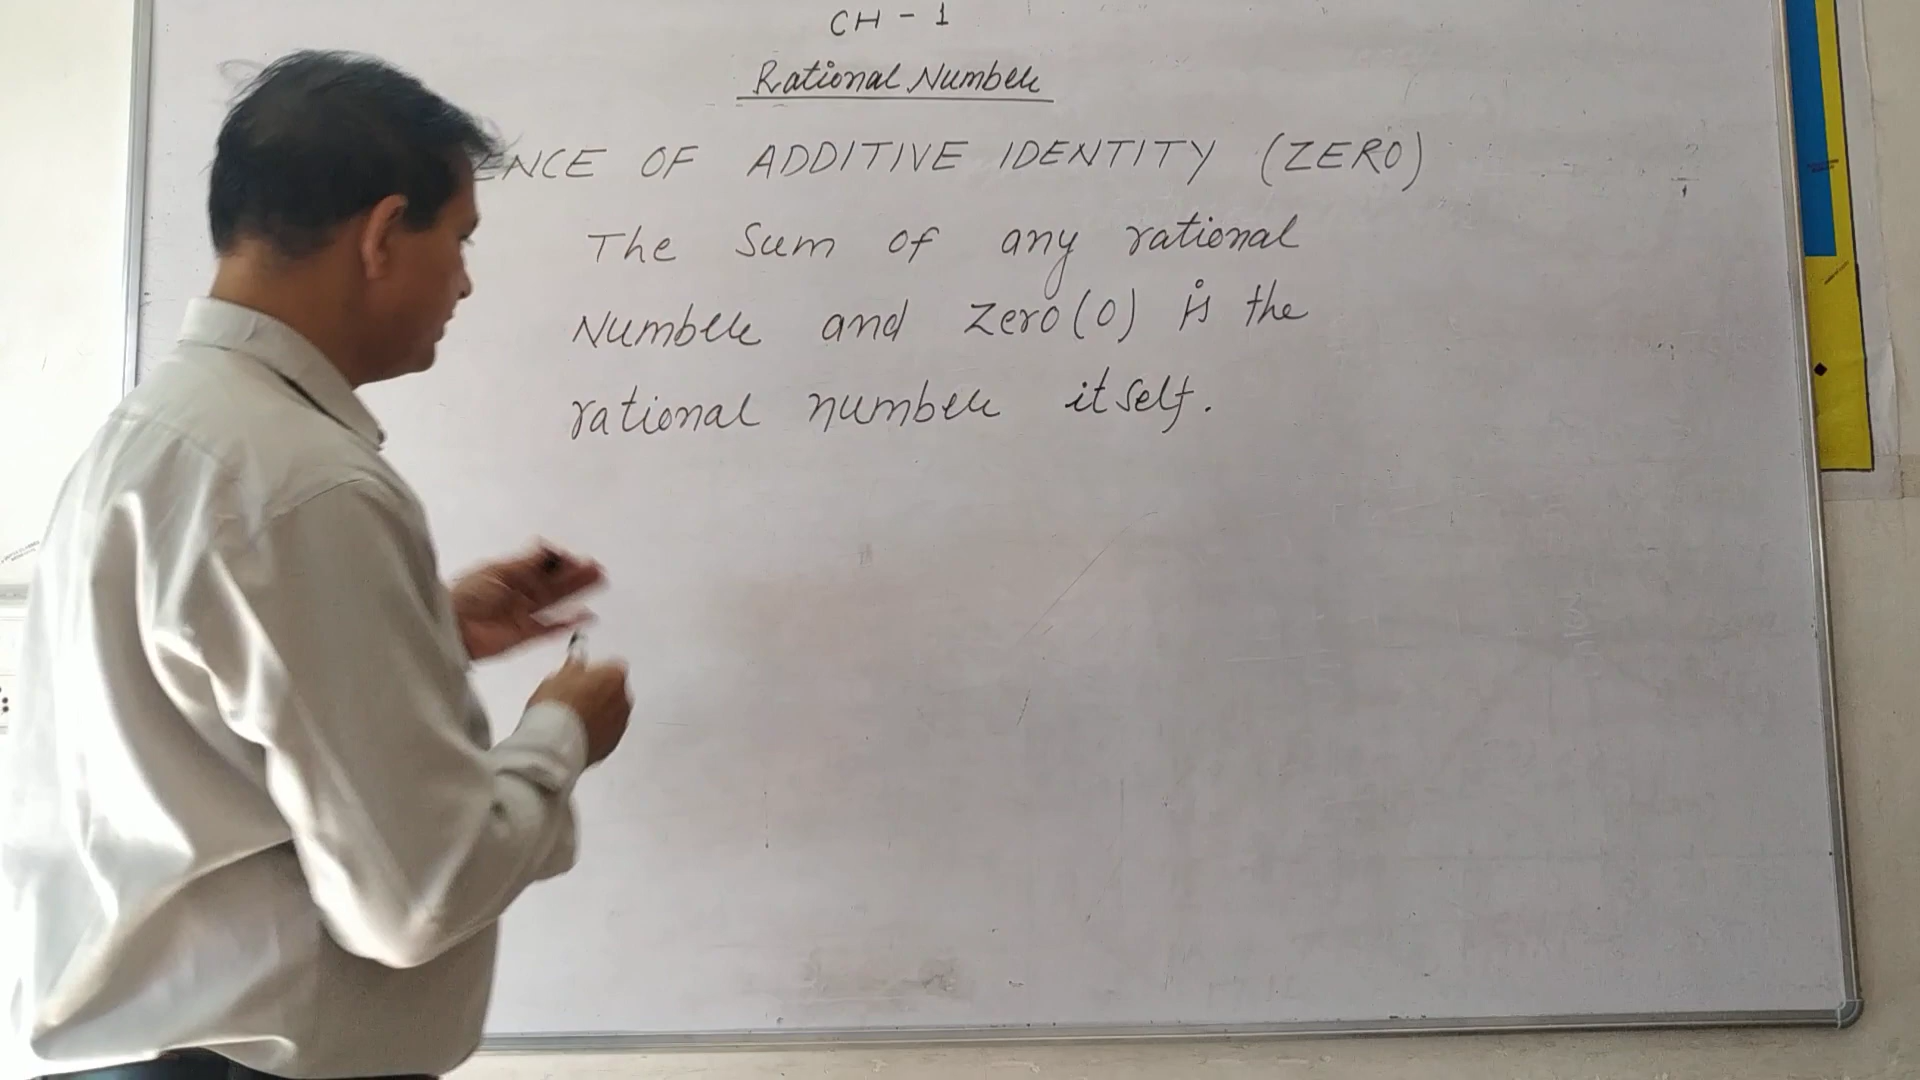 CH - 1
Rational Number
ENCE OF ADDITIVE IDENTITY (ZERO)
The Sum of any rational
Number and Zero(0) is the
rational number itself.